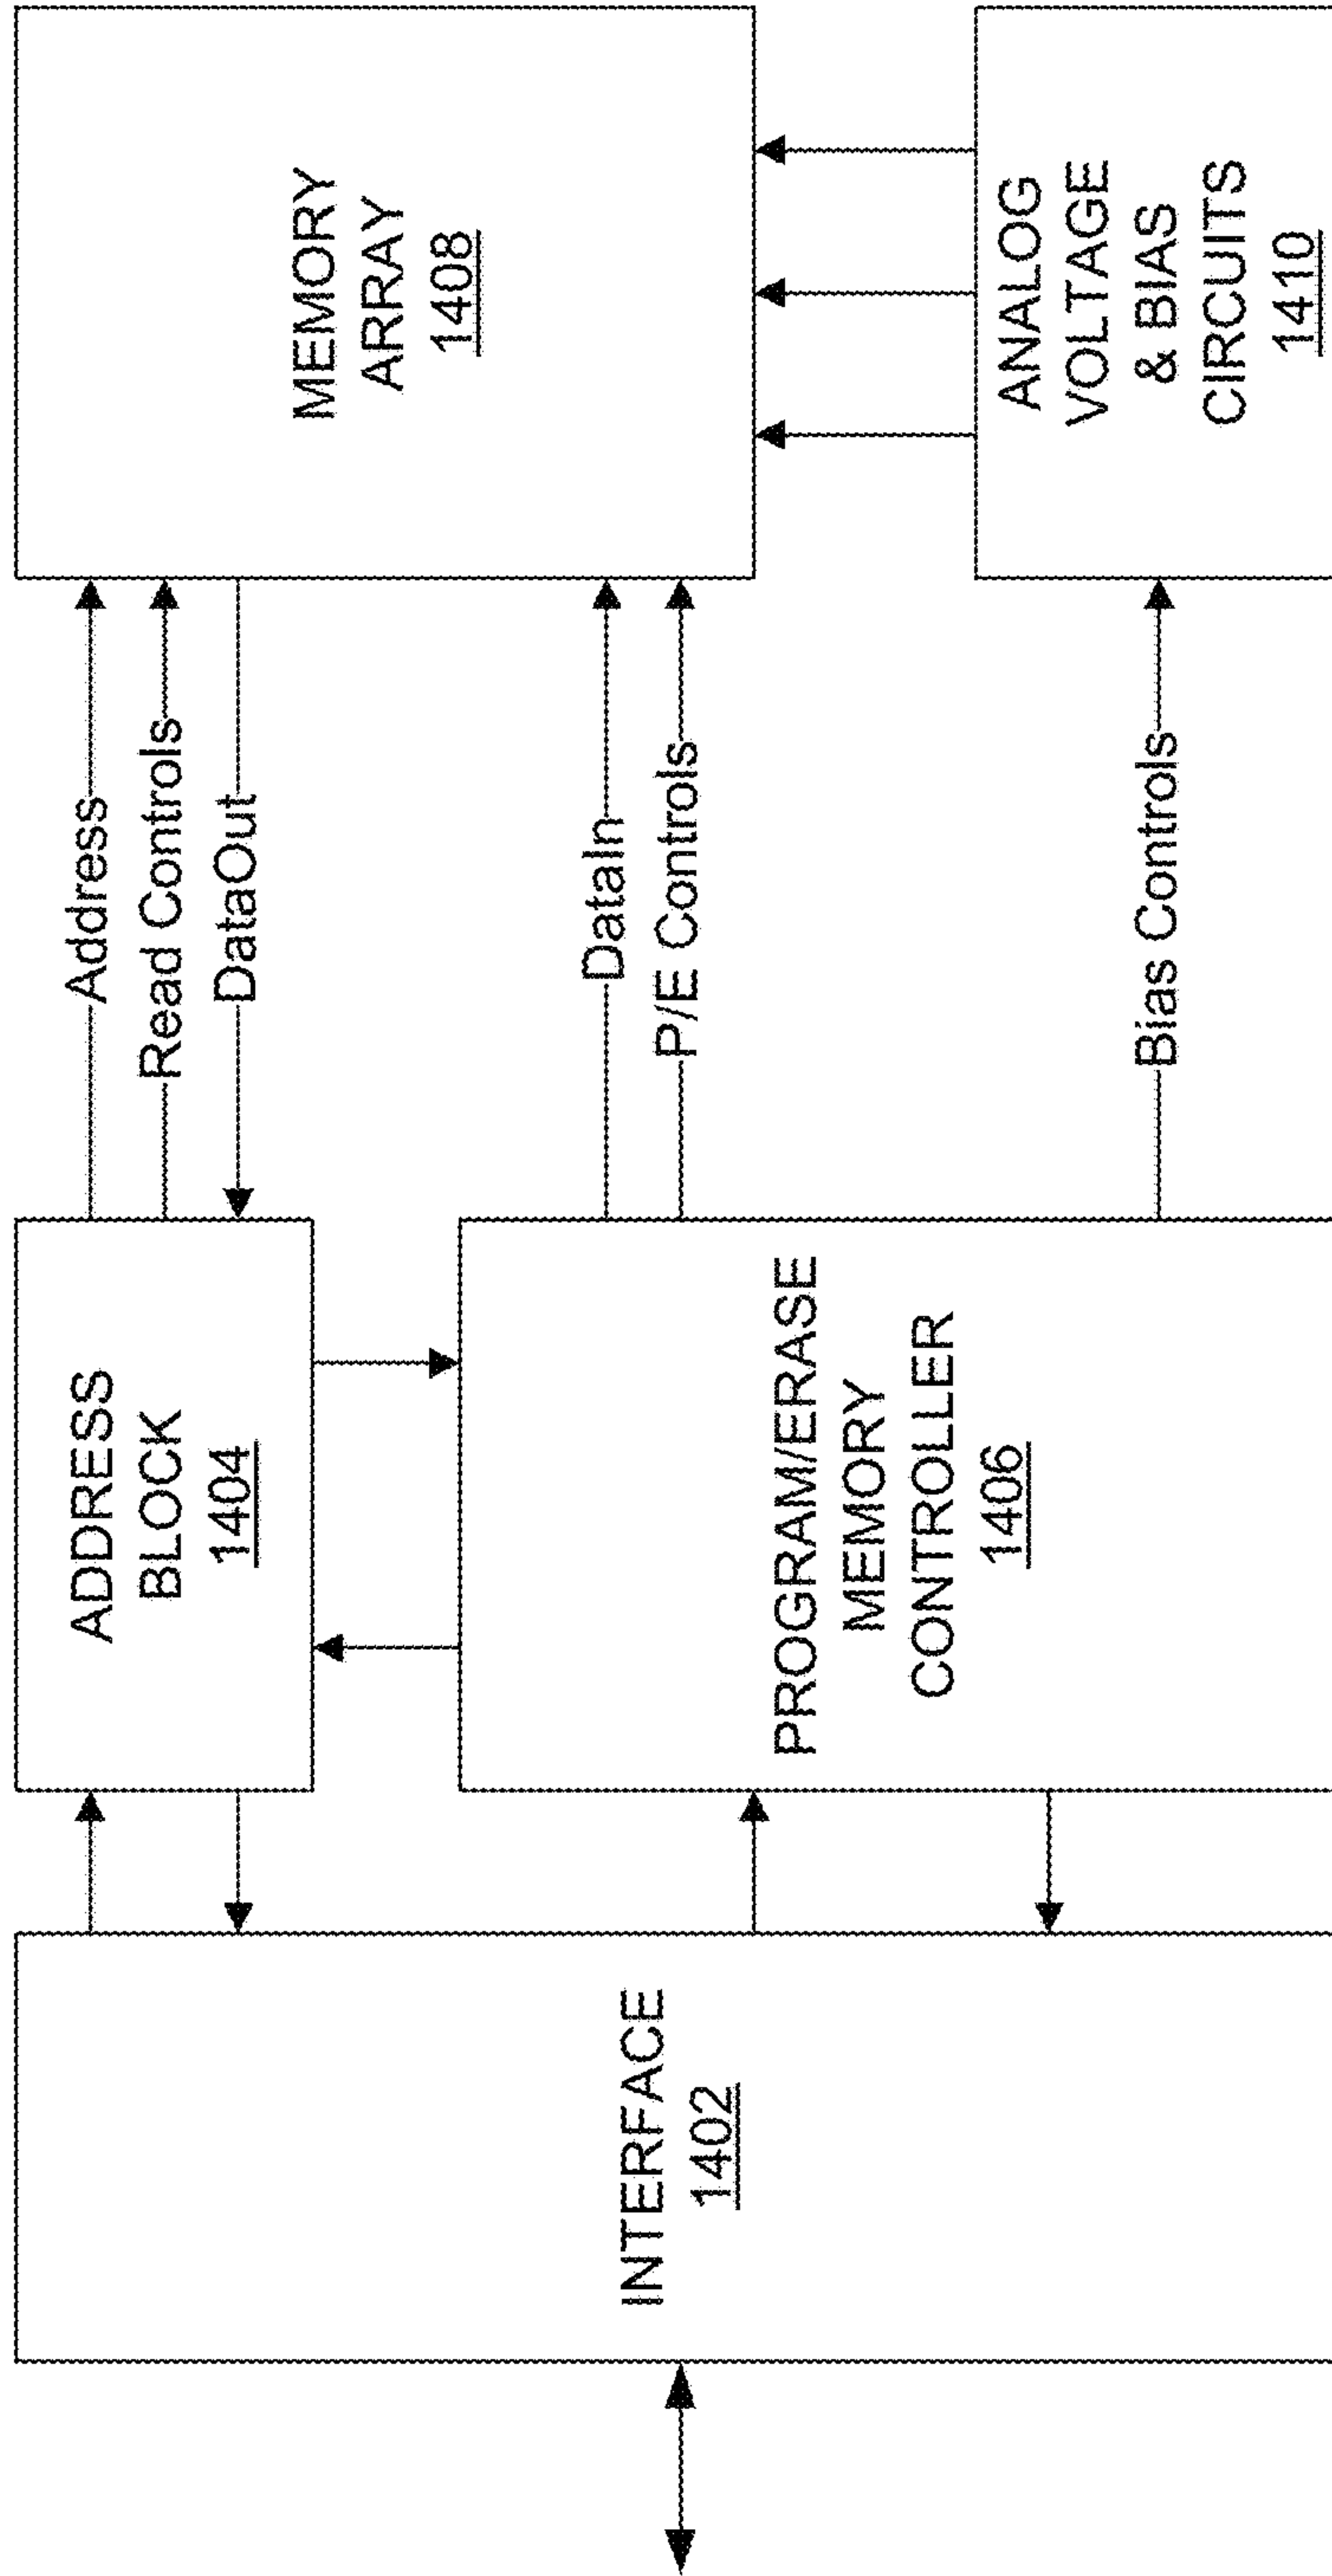 INTERFACE
1402
ADDRESS
BLOCK
1404
PROGRAM/ERASE
MEMORY
CONTROLLER
1406
Address
Read Controls
DataOut
DataIn
P/E Controls
Bias Controls
MEMORY
ARRAY
1408
ANALOG
VOLTAGE
& BIAS
CIRCUITS
1410